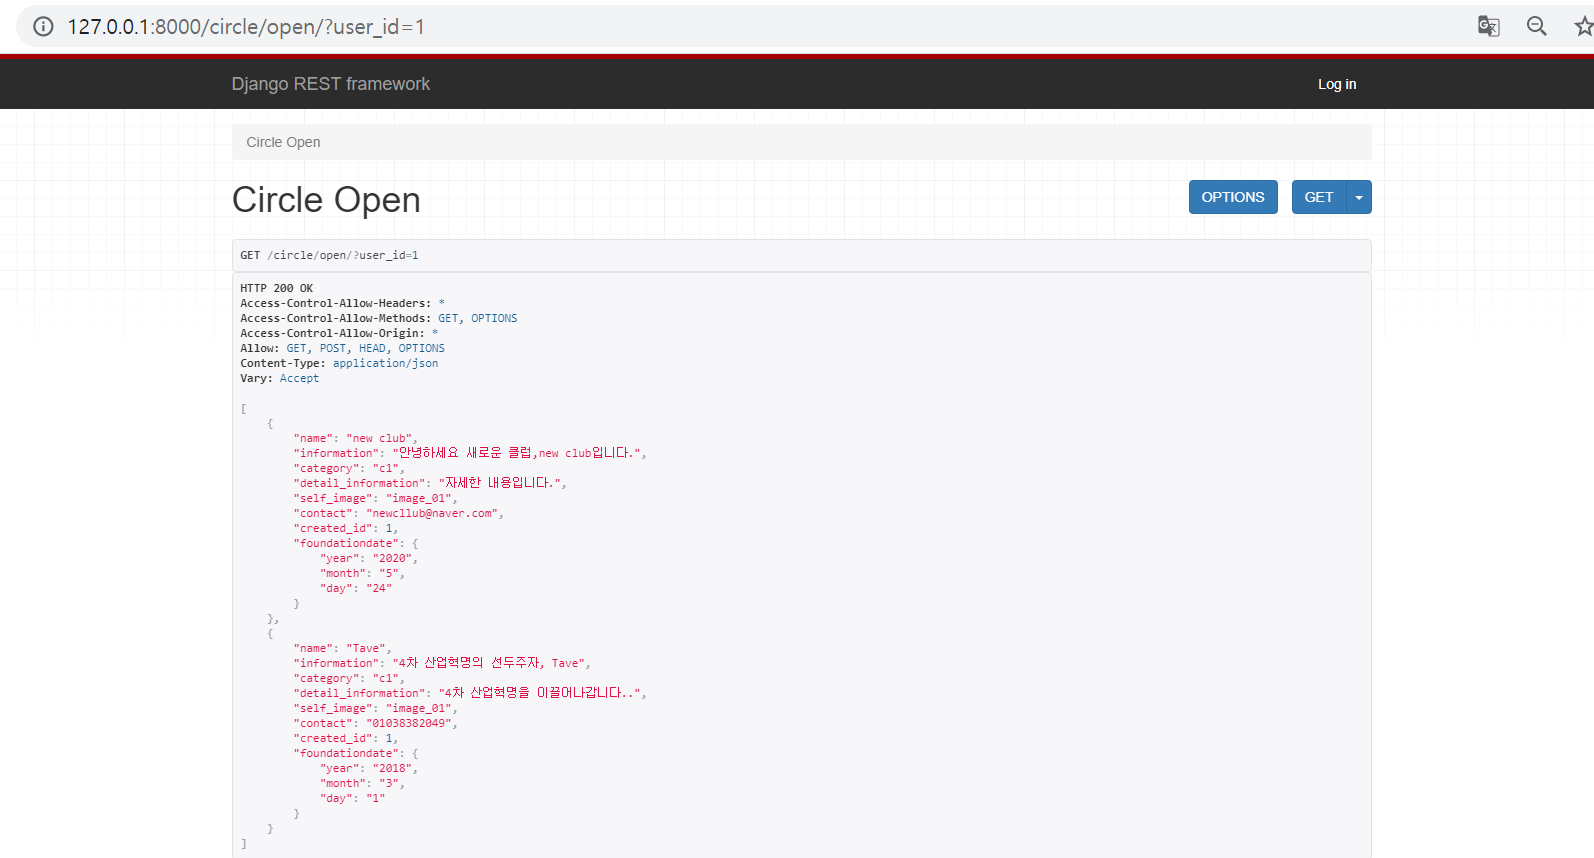 127.0.0.1:8000/circle/open/?user_id=1
Django REST framework
Log in
Circle Open
Circle Open
OPTIONS
GET
GET /circle/open/?user_id=1
HTTP 200 OK
Access-Control-Allow-Headers: *
Access-Control-Allow-Methods: GET, OPTIONS
Access-Control-Allow-Origin: *
Allow: GET, POST, HEAD, OPTIONS
Content-Type: application/json
Vary: Accept
[
{
"name": "new club",
"information": "안녕하세요 새로운 클럽,new club입니다.",
"category": "c1",
"detail_information": "자세한 내용입니다.",
"self_image": "image_01",
"contact": "newcllub@naver.com",
"created_id": 1,
"foundationdate": {
"year": "2020",
"month": "5",
"day": "24"
}
},
{
"name": "Tave",
"information": "4차 산업혁명의 선두주자, Tave",
"category": "c1",
"detail_information": "4차 산업혁명을 이끌어나갑니다..",
"self_image": "image_01",
"contact": "01038382049",
"created_id": 1,
"foundationdate": {
"year": "2018",
"month": "3",
"day": "1"
}
}
]